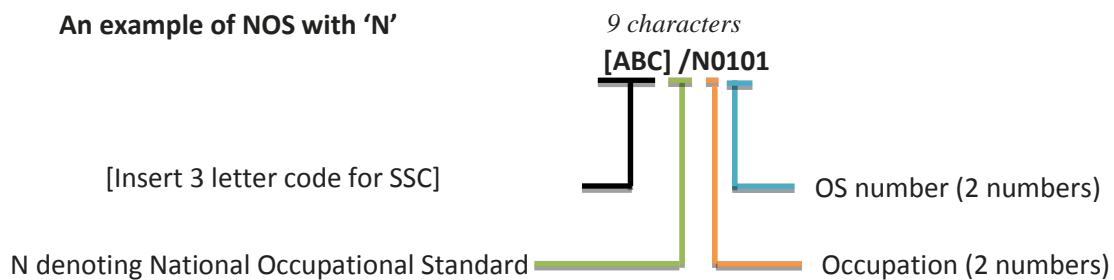 An example of NOS with ‘N’
9 characters
[ABC] /N0101
[Insert 3 letter code for SSC]
OS number (2 numbers)
N denoting National Occupational Standard
Occupation (2 numbers)